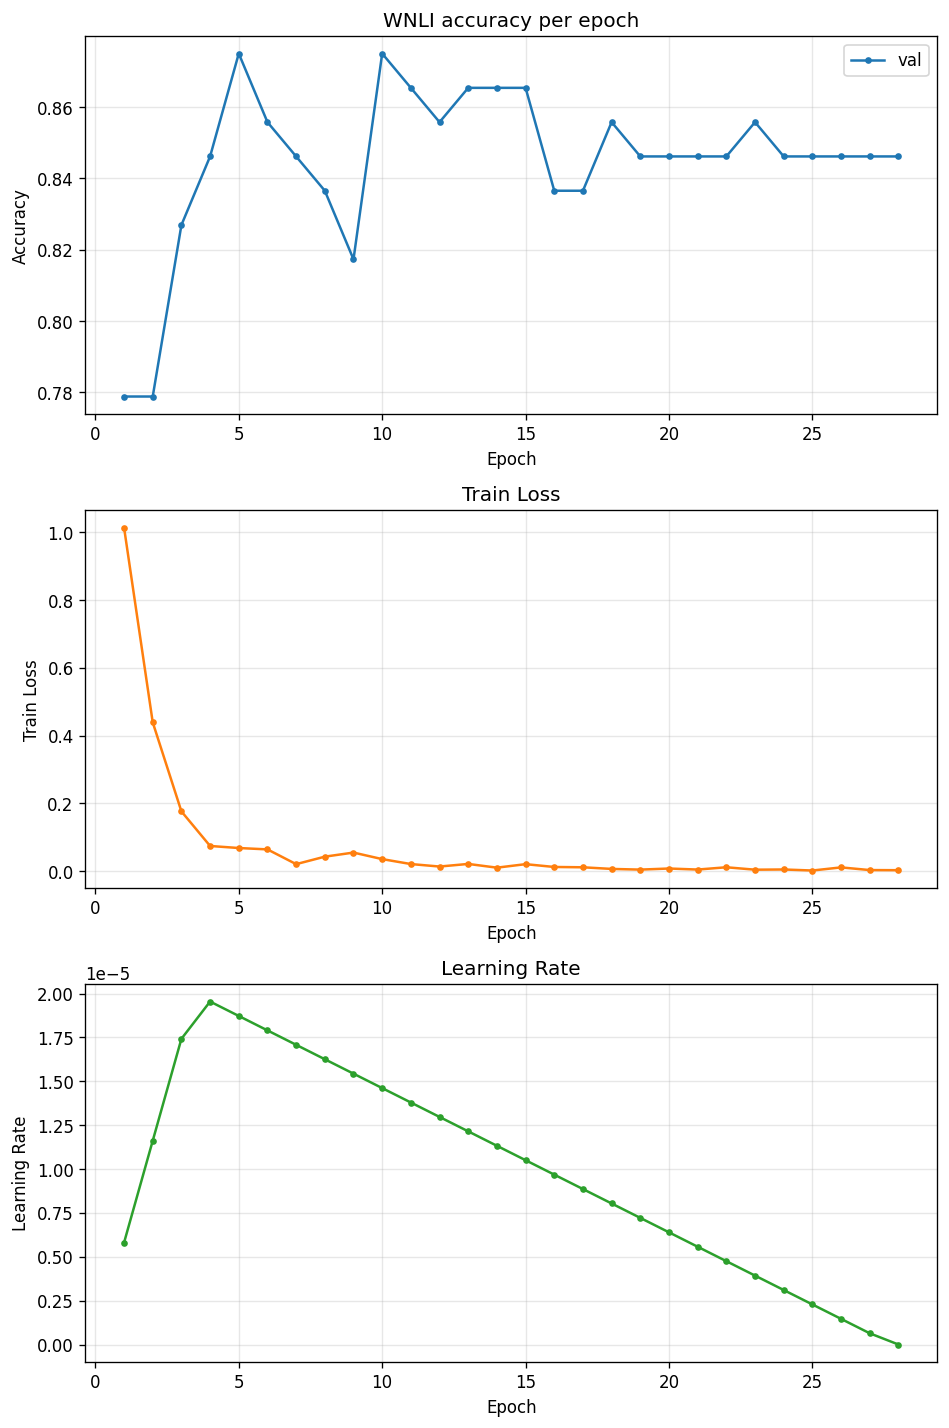 WNLI accuracy per epoch
val
0.86
0.84
0.82
0.80
0.78
Accuracy
0 5 10 15 20 25
Epoch
Train Loss
1.0
0.8
0.6
0.4
0.2
0.0
Train Loss
0 5 10 15 20 25
Epoch
Learning Rate
1e−5
2.00
1.75
1.50
1.25
1.00
0.75
0.50
0.25
0.00
Learning Rate
0 5 10 15 20 25
Epoch